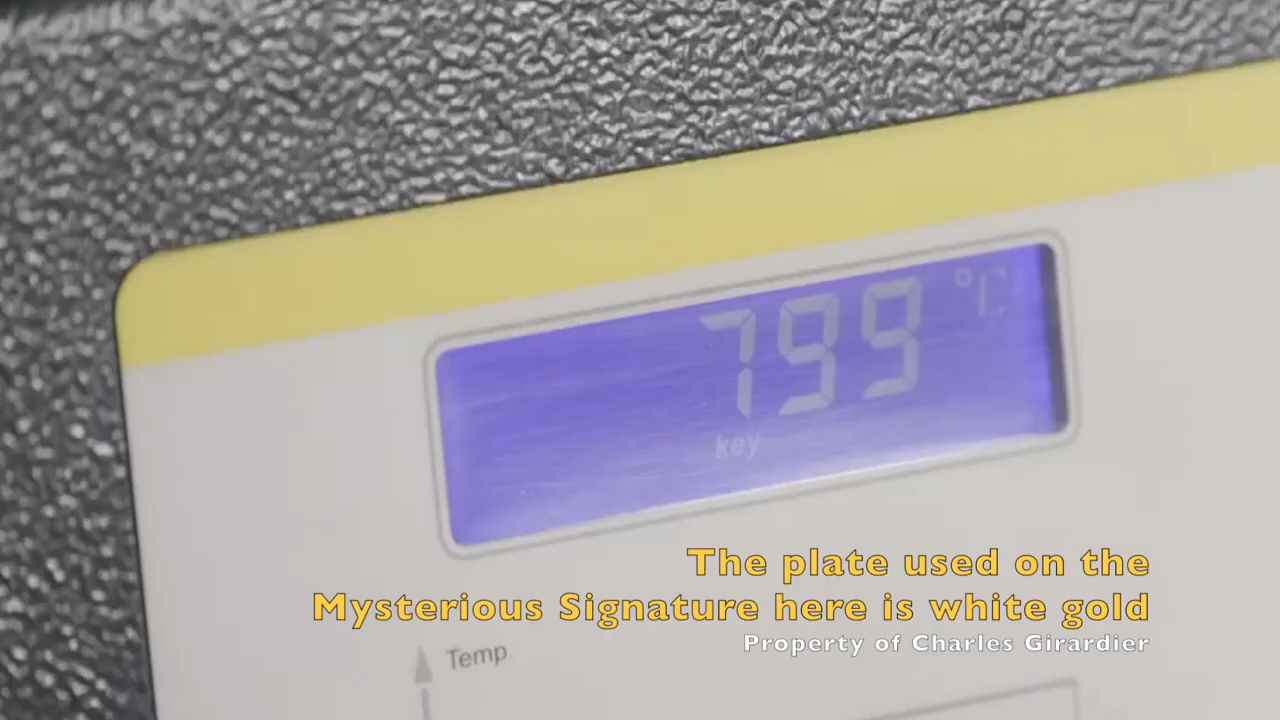 799 °C
key
The plate used on the
Mysterious Signature here is white gold
Property of Charles Girardier
Temp.